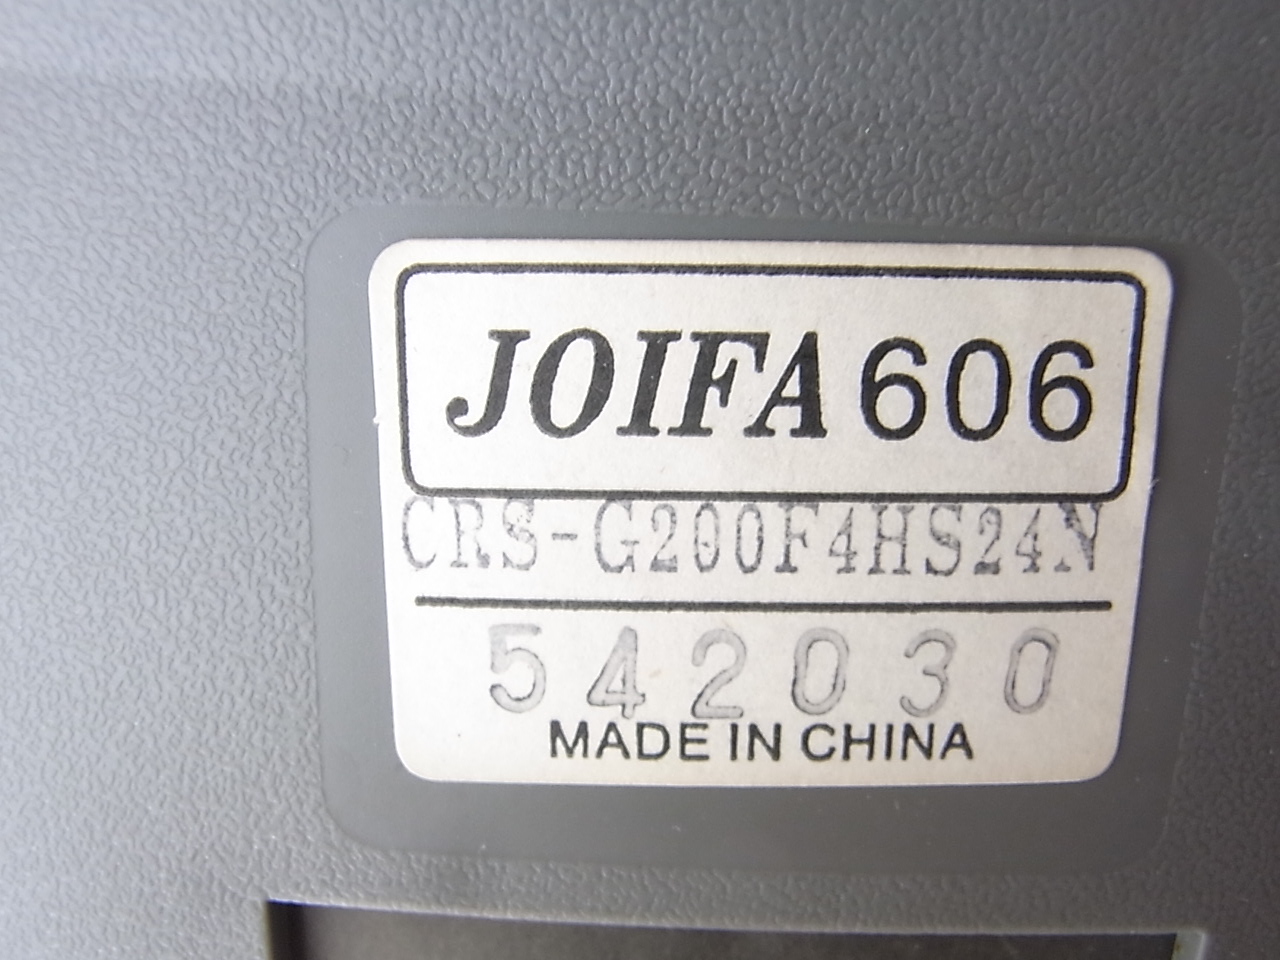 JOIFA 606
CRS-G200F4HS24N
542030
MADE IN CHINA